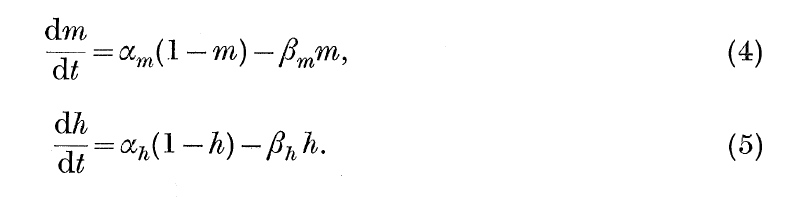 dm/dt = α_m(1 − m) − β_m m, (4)
dh/dt = α_h(1 − h) − β_h h. (5)